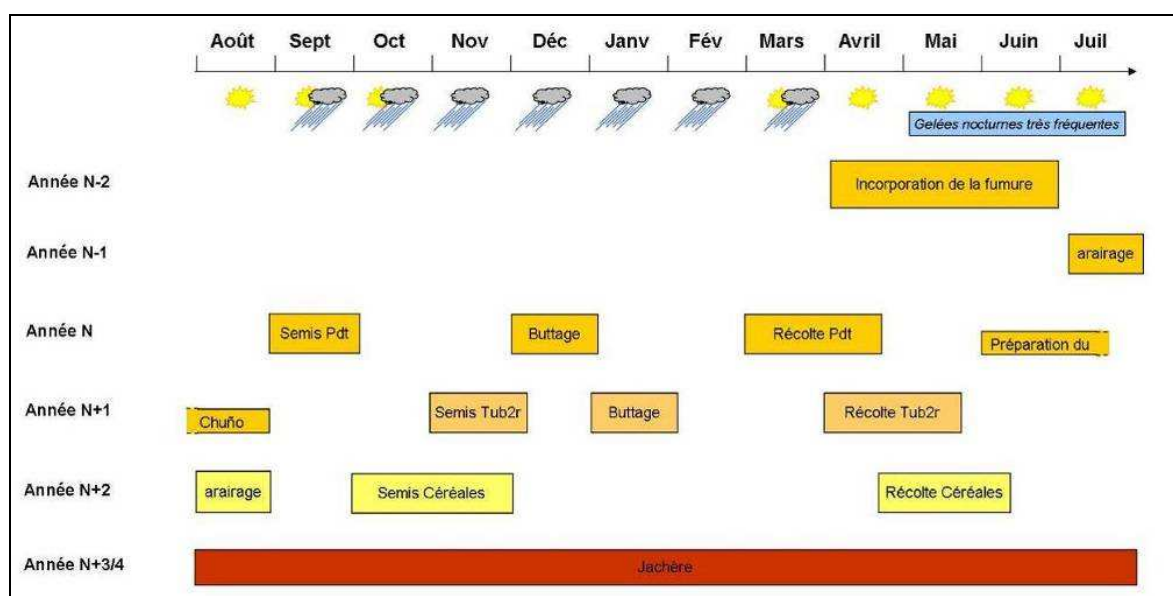 Août Sept Oct Nov Déc Janv Fév Mars Avril Mai Juin Juil
Gelées nocturnes très fréquentes
Année N-2 Incorporation de la fumure
Année N-1 arairage
Année N Semis Pdt Buttage Récolte Pdt Préparation du
Année N+1 Chuño Semis Tub2r Buttage Récolte Tub2r
Année N+2 arairage Semis Céréales Récolte Céréales
Année N+3/4 Jachère